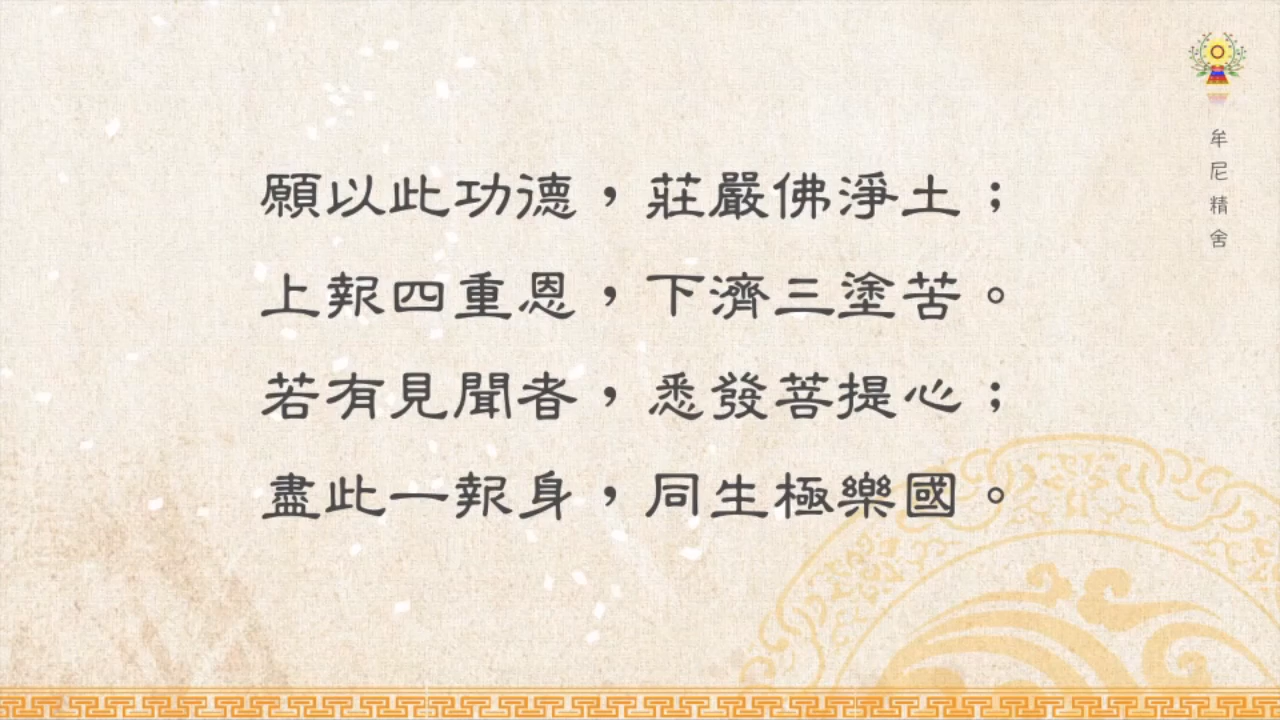 願以此功德，莊嚴佛淨土；
上報四重恩，下濟三塗苦。
若有見聞者，悉發菩提心；
盡此一報身，同生極樂國。
牟尼精舍